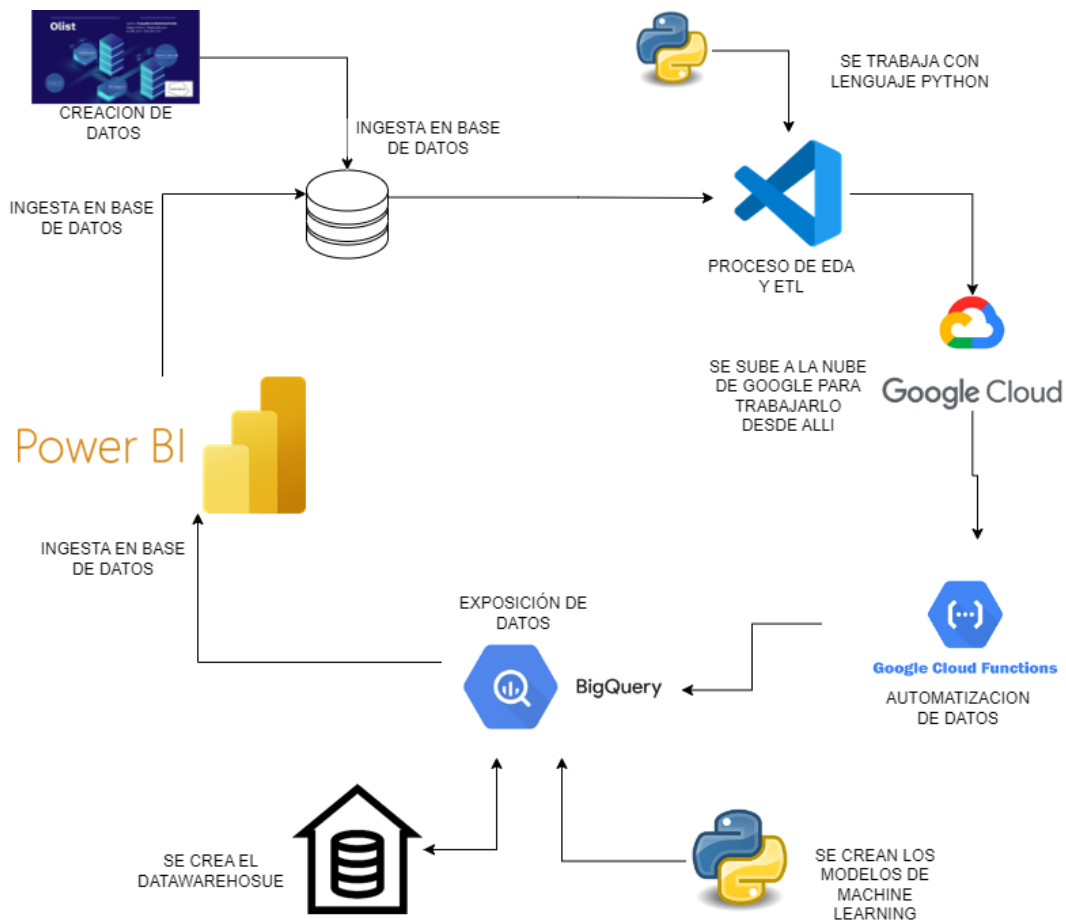 Olist
CREACION DE
DATOS
INGESTA EN BASE
DE DATOS
SE TRABAJA CON
LENGUAJE PYTHON
INGESTA EN BASE
DE DATOS
PROCESO DE EDA
Y ETL
SE SUBE A LA NUBE
DE GOOGLE PARA
TRABAJARLO
DESDE ALLI
Google Cloud
Power BI
INGESTA EN BASE
DE DATOS
EXPOSICIÓN DE
DATOS
BigQuery
Google Cloud Functions
AUTOMATIZACION
DE DATOS
SE CREA EL
DATAWAREHOSUE
SE CREAN LOS
MODELOS DE
MACHINE
LEARNING